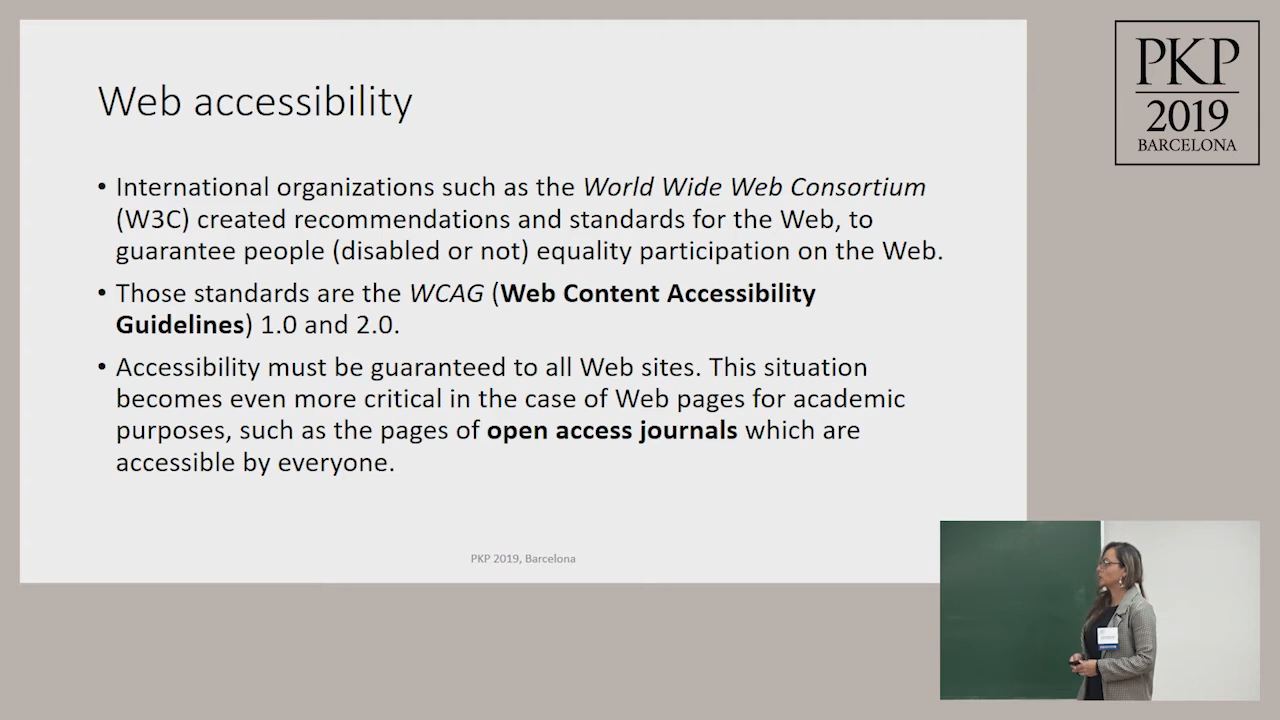 Web accessibility
• International organizations such as the World Wide Web Consortium
(W3C) created recommendations and standards for the Web, to
guarantee people (disabled or not) equality participation on the Web.
• Those standards are the WCAG (Web Content Accessibility
Guidelines) 1.0 and 2.0.
• Accessibility must be guaranteed to all Web sites. This situation
becomes even more critical in the case of Web pages for academic
purposes, such as the pages of open access journals which are
accessible by everyone.
PKP 2019, Barcelona
PKP
2019
BARCELONA